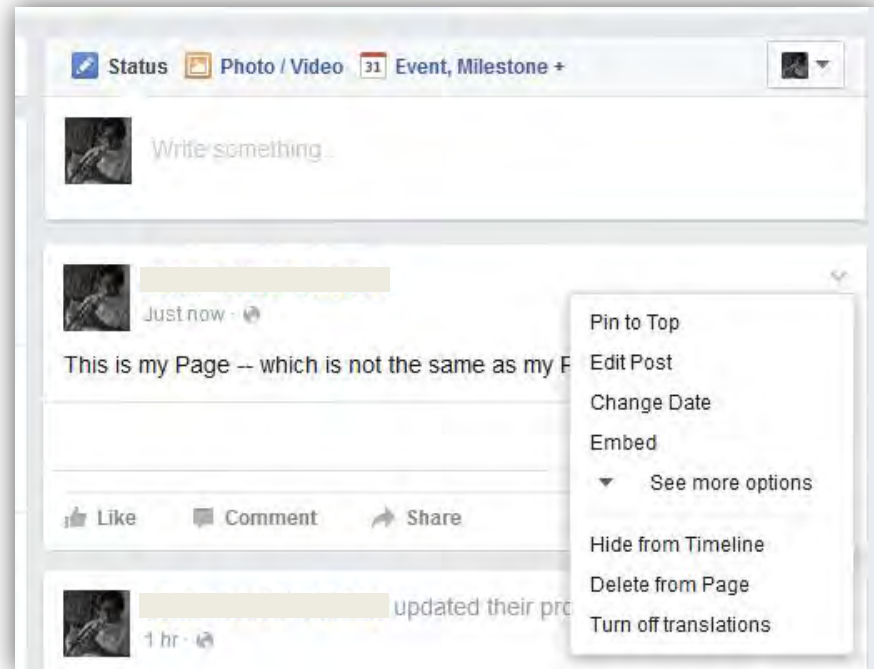 Status Photo / Video 31 Event, Milestone +
Write something...
Just now ·
This is my Page -- which is not the same as my P
Pin to Top
Edit Post
Change Date
Embed
See more options
Hide from Timeline
Delete from Page
Turn off translations
Like Comment Share
updated their pro
1 hr ·